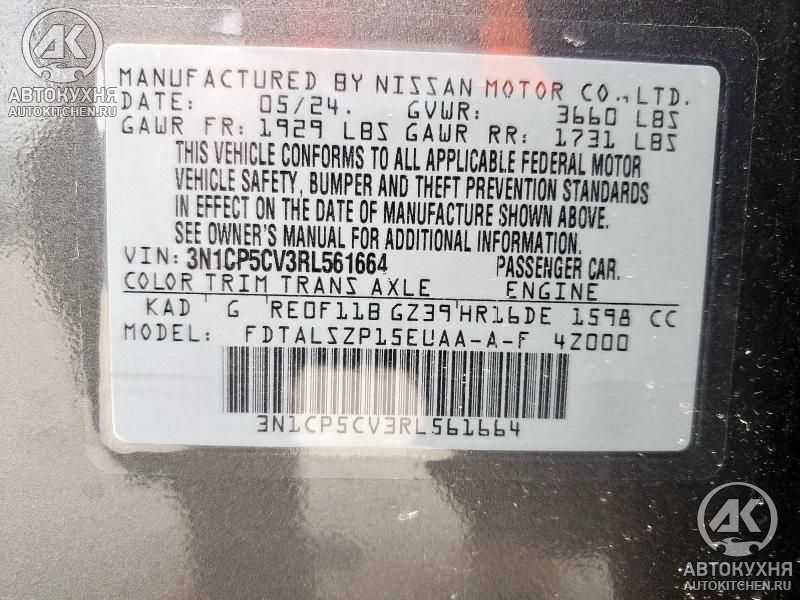 АК
АВТОКУХНЯ
AUTOKITCHEN.RU
MANUFACTURED BY NISSAN MOTOR CO.,LTD.
DATE: 05/24. GVWR: 3660 LBS
GAWR FR: 1929 LBS GAWR RR: 1731 LBS
THIS VEHICLE CONFORMS TO ALL APPLICABLE FEDERAL MOTOR
VEHICLE SAFETY, BUMPER AND THEFT PREVENTION STANDARDS
IN EFFECT ON THE DATE OF MANUFACTURE SHOWN ABOVE.
SEE OWNER'S MANUAL FOR ADDITIONAL INFORMATION.
VIN: 3N1CP5CV3RL561664 PASSENGER CAR.
COLOR TRIM TRANS AXLE ENGINE
KAD G RE0F11B GZ39 HR16DE 1598 CC
MODEL: FDTALSZP15EUAA-A-F 4Z000
3N1CP5CV3RL561664
АК
АВТОКУХНЯ
AUTOKITCHEN.RU